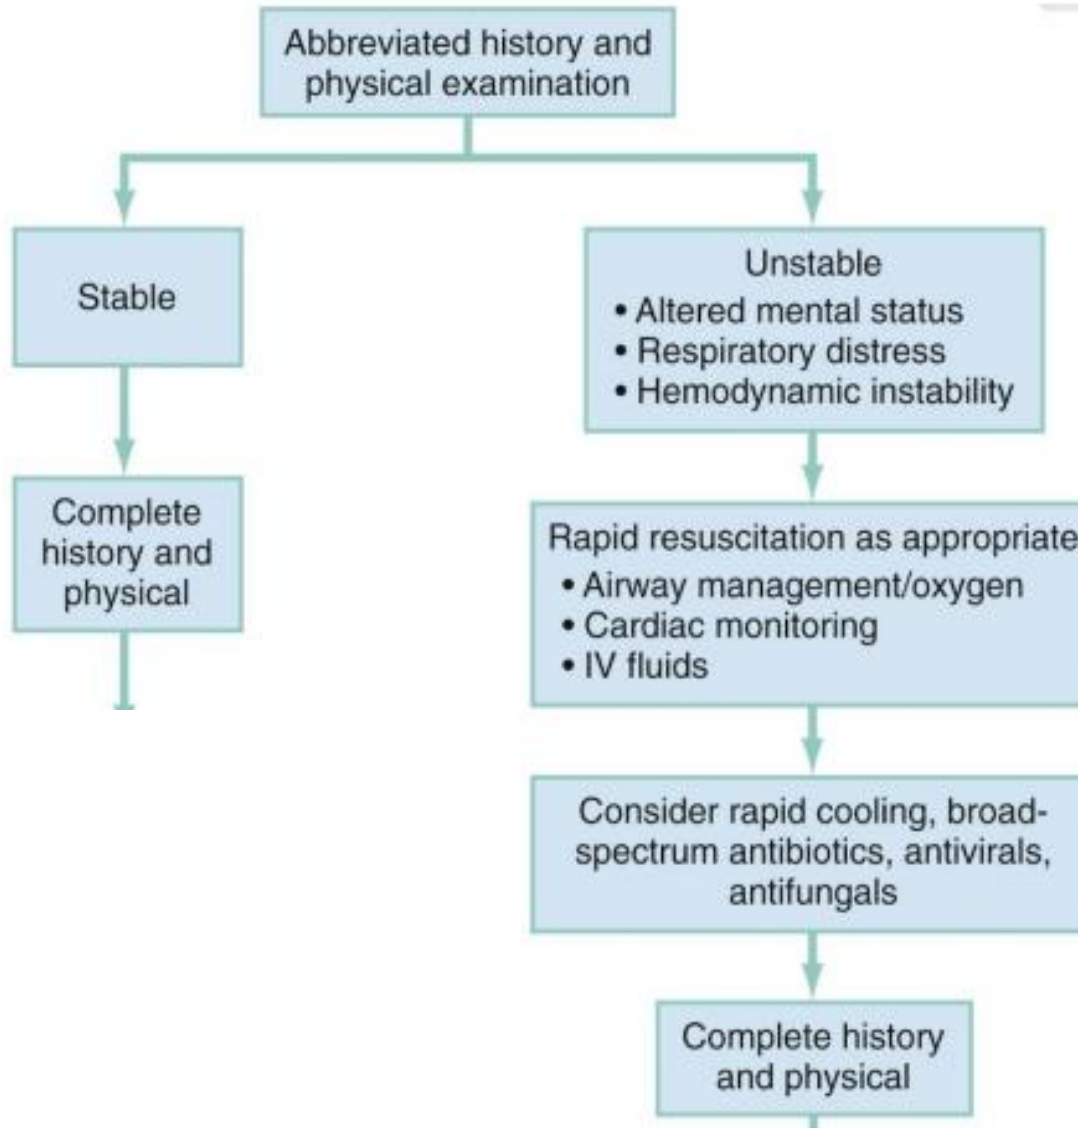 Abbreviated history and
physical examination
Stable
Unstable
• Altered mental status
• Respiratory distress
• Hemodynamic instability
Complete
history and
physical
Rapid resuscitation as appropriate
• Airway management/oxygen
• Cardiac monitoring
• IV fluids
Consider rapid cooling, broad-
spectrum antibiotics, antivirals,
antifungals
Complete history
and physical